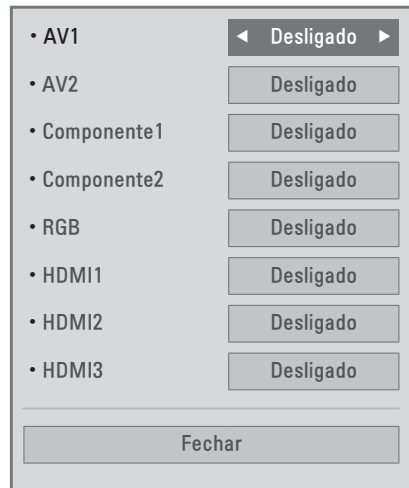 • AV1 ◄ Desligado ►
• AV2 Desligado
• Componente1 Desligado
• Componente2 Desligado
• RGB Desligado
• HDMI1 Desligado
• HDMI2 Desligado
• HDMI3 Desligado
Fechar